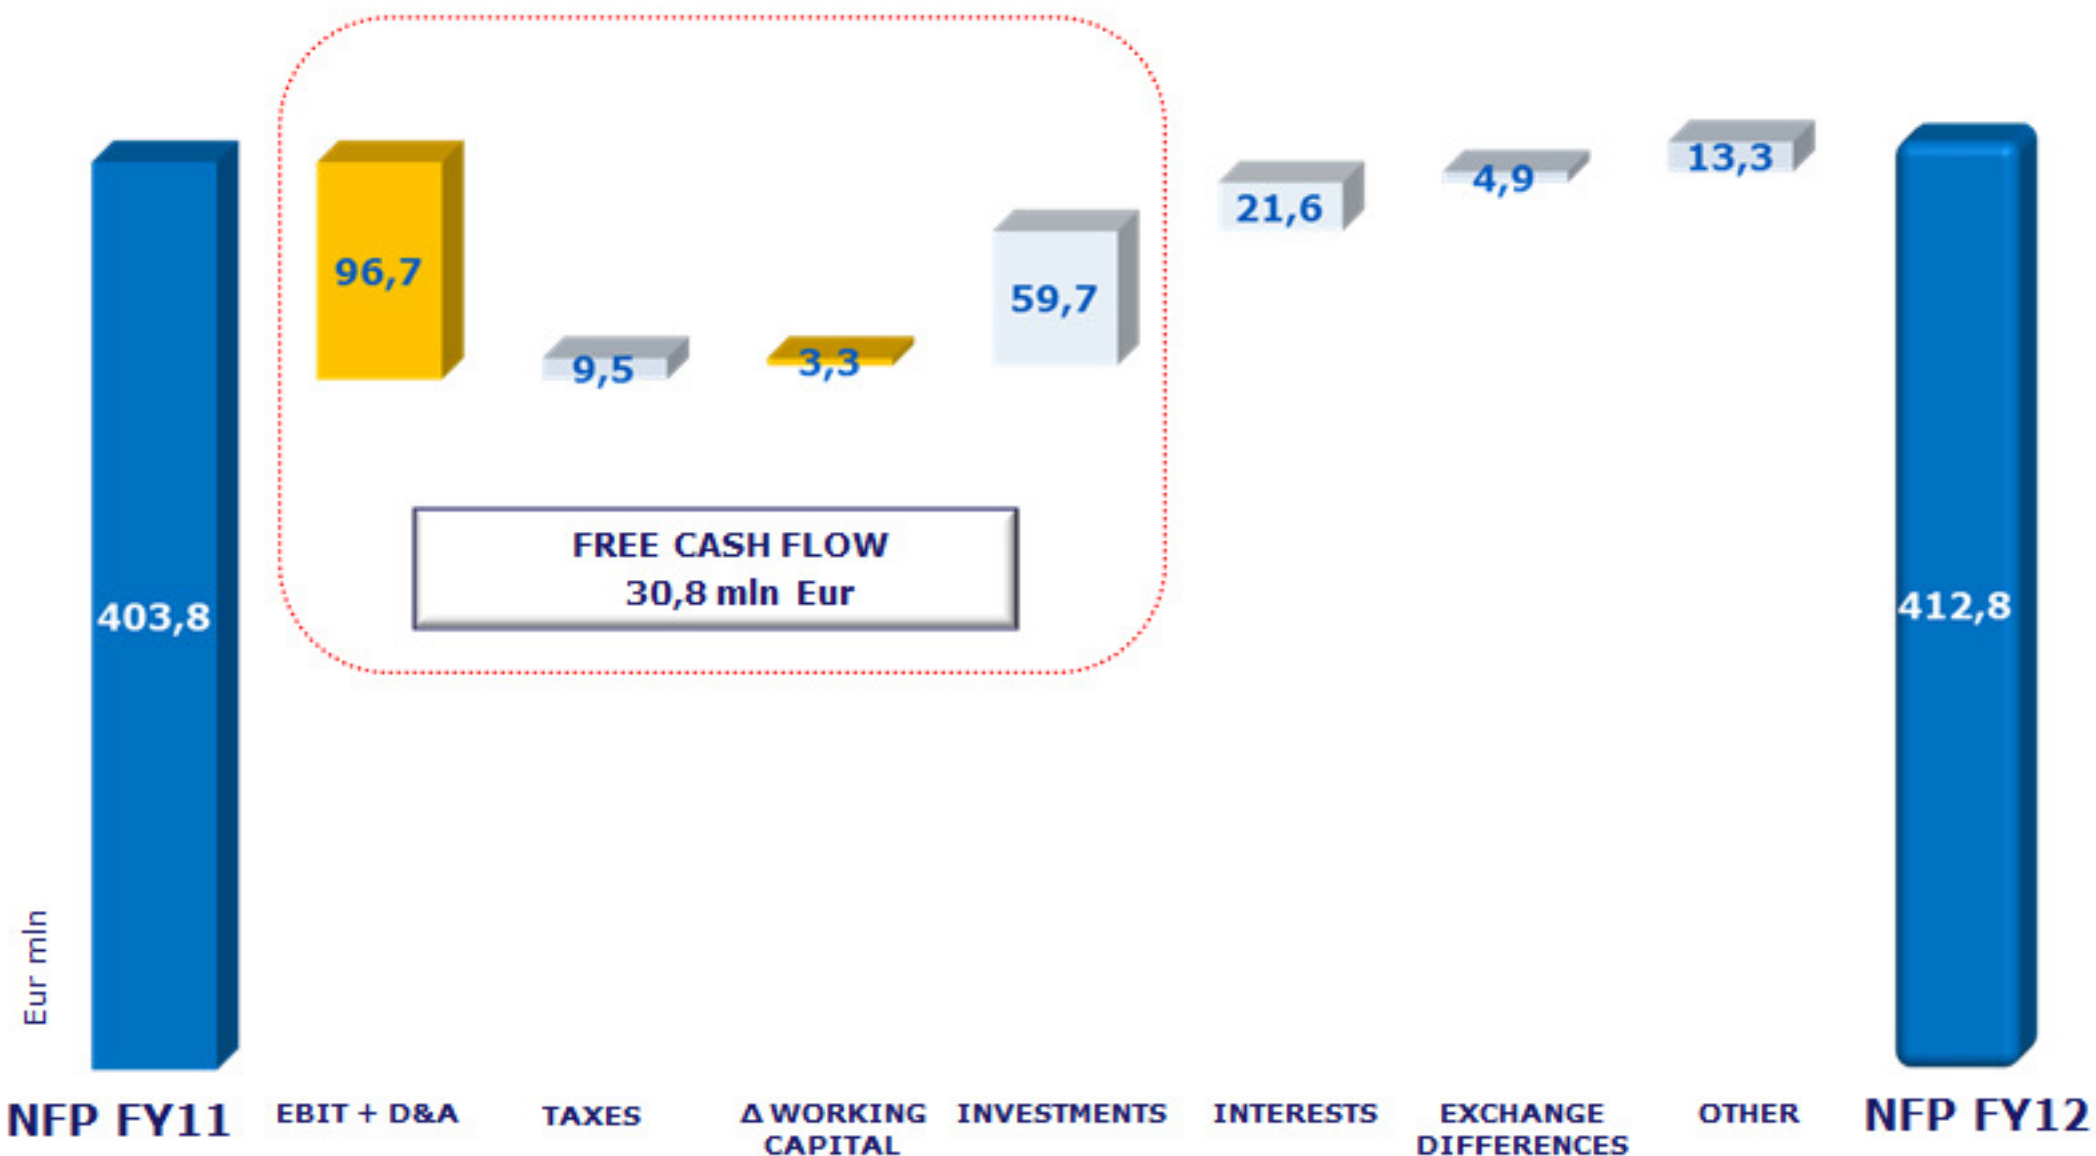 96,7
9,5
3,3
59,7
21,6
4,9
13,3
403,8
FREE CASH FLOW
30,8 mln Eur
412,8
Eur mln
NFP FY11
EBIT + D&A
TAXES
Δ WORKING
CAPITAL
INVESTMENTS
INTERESTS
EXCHANGE
DIFFERENCES
OTHER
NFP FY12